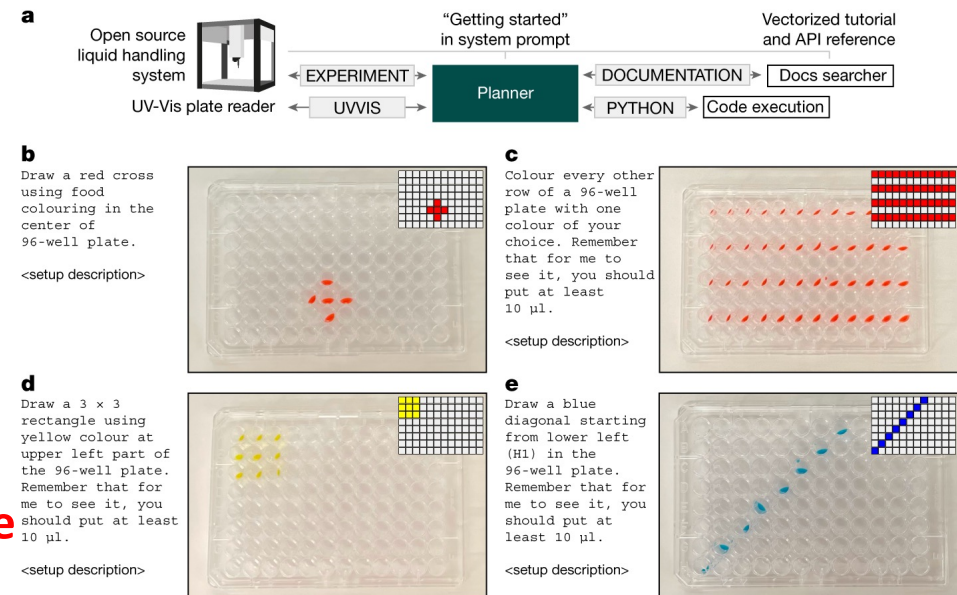 a
Open source
liquid handling
system
UV-Vis plate reader
EXPERIMENT
UVVIS
“Getting started”
in system prompt
Planner
Vectorized tutorial
and API reference
DOCUMENTATION
Docs searcher
PYTHON
Code execution
b
Draw a red cross
using food
colouring in the
center of
96-well plate.
<setup description>
c
Colour every other
row of a 96-well
plate with one
colour of your
choice. Remember
that for me to
see it, you should
put at least
10 µl.
<setup description>
d
Draw a 3 × 3
rectangle using
yellow colour at
upper left part of
the 96-well plate.
Remember that for
me to see it, you
should put at least
10 µl.
<setup description>
e
e
Draw a blue
diagonal starting
from lower left
(H1) in the
96-well plate.
Remember that for
me to see it, you
should put at
least 10 µl.
<setup description>